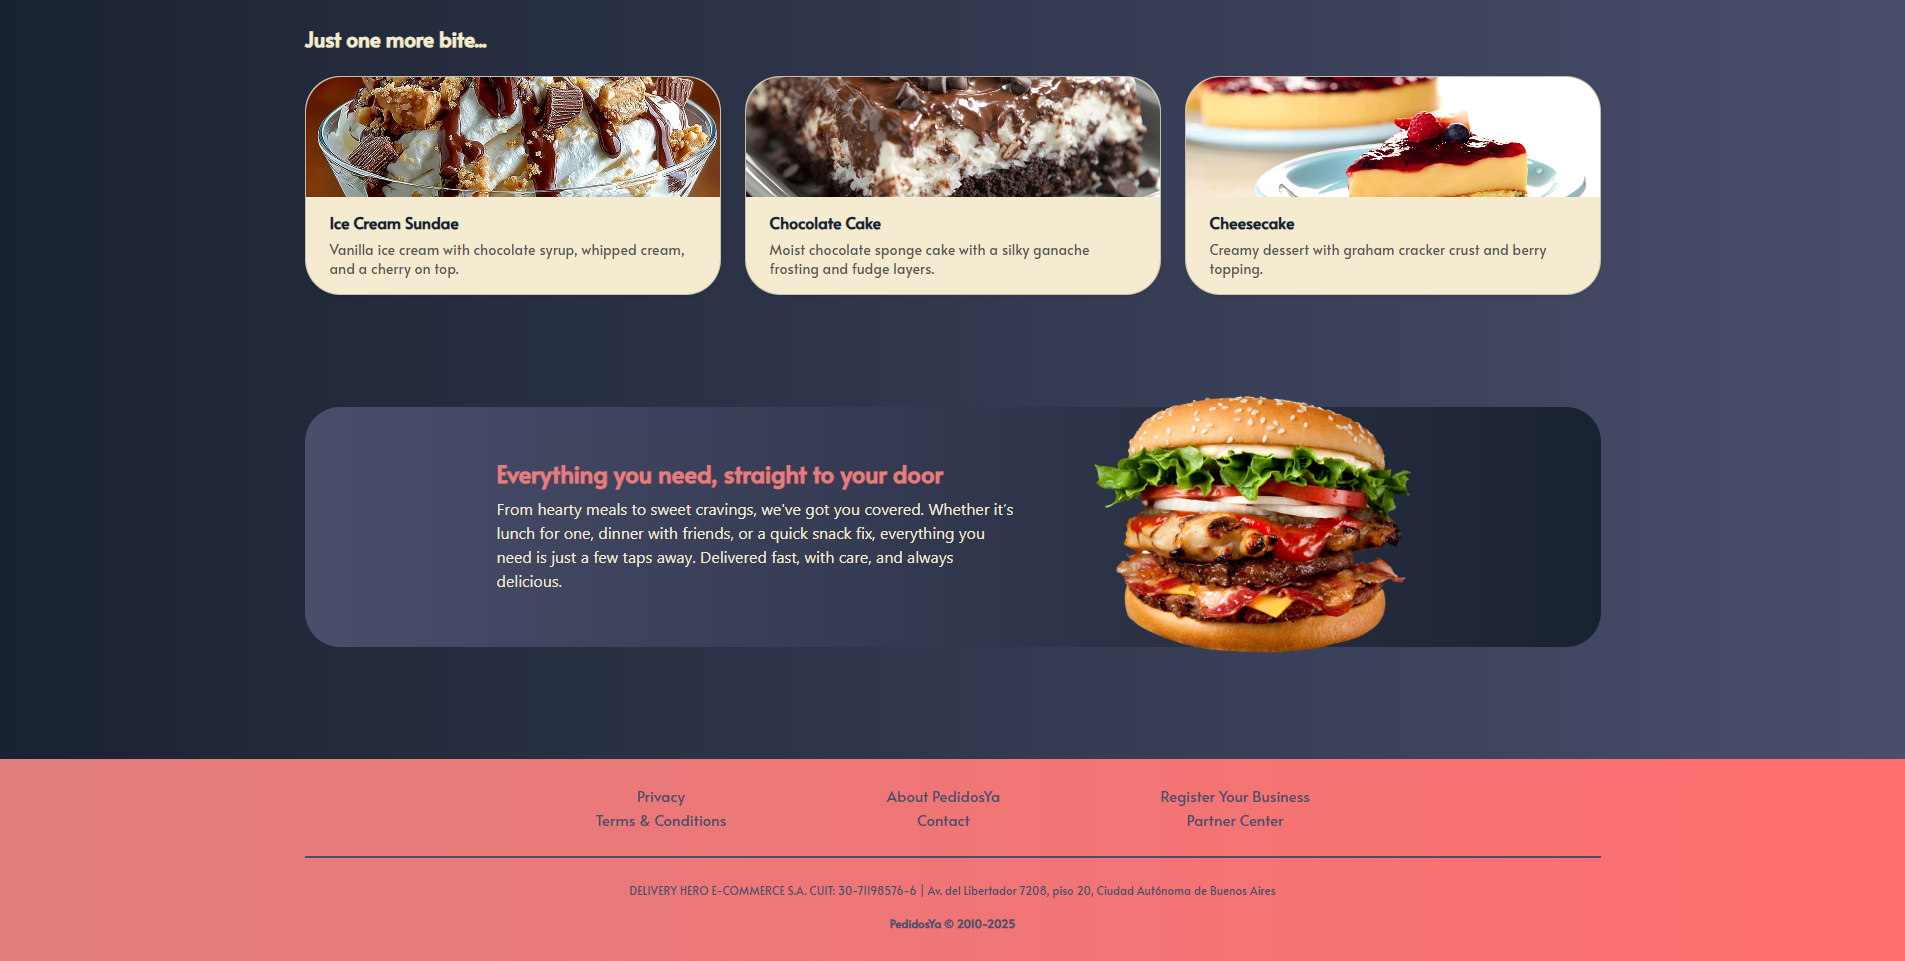 Just one more bite...
Ice Cream Sundae
Vanilla ice cream with chocolate syrup, whipped cream,
and a cherry on top.
Chocolate Cake
Moist chocolate sponge cake with a silky ganache
frosting and fudge layers.
Cheesecake
Creamy dessert with graham cracker crust and berry
topping.
Everything you need, straight to your door
From hearty meals to sweet cravings, we've got you covered. Whether it's
lunch for one, dinner with friends, or a quick snack fix, everything you
need is just a few taps away. Delivered fast, with care, and always
delicious.
Privacy
Terms & Conditions
About PedidosYa
Contact
Register Your Business
Partner Center
DELIVERY HERO E-COMMERCE S.A. CUIT: 30-71198576-6 | Av. del Libertador 7208, piso 20, Ciudad Autónoma de Buenos Aires
PedidosYa © 2010-2025